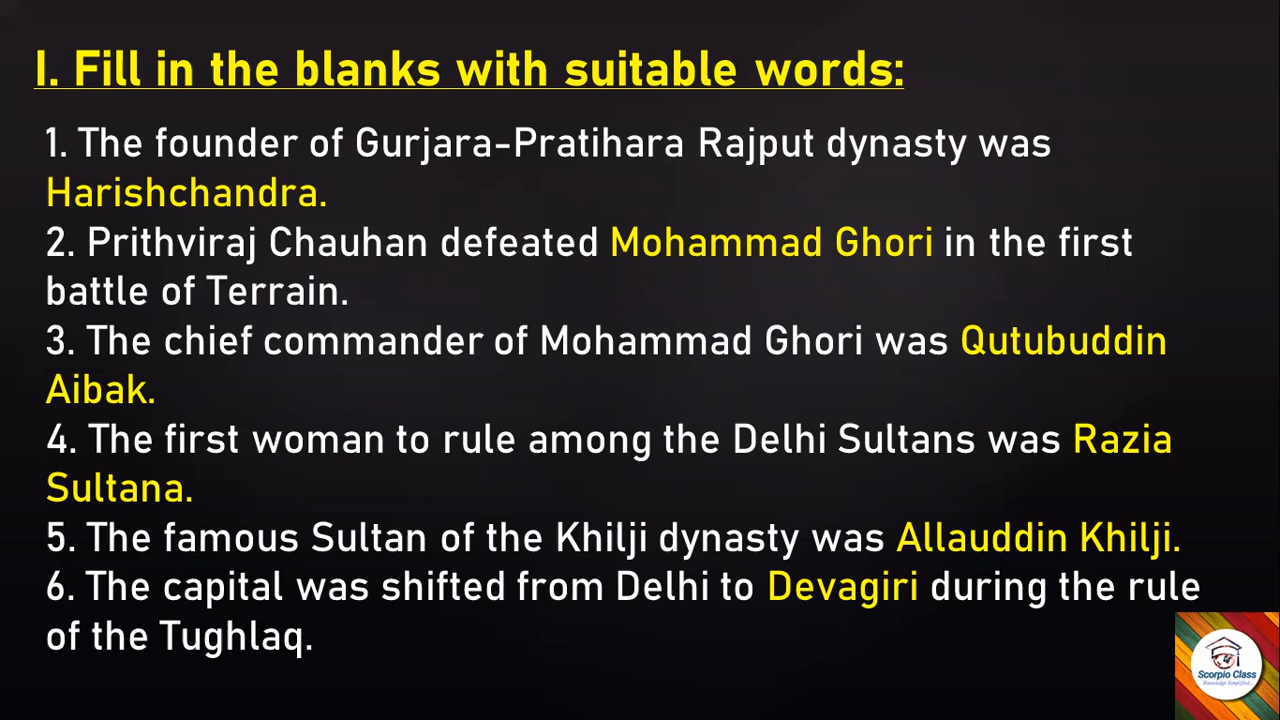 I. Fill in the blanks with suitable words:
1. The founder of Gurjara-Pratihara Rajput dynasty was
Harishchandra.
2. Prithviraj Chauhan defeated Mohammad Ghori in the first
battle of Terrain.
3. The chief commander of Mohammad Ghori was Qutubuddin
Aibak.
4. The first woman to rule among the Delhi Sultans was Razia
Sultana.
5. The famous Sultan of the Khilji dynasty was Allauddin Khilji.
6. The capital was shifted from Delhi to Devagiri during the rule
of the Tughlaq.
Scorpio Class
Knowledge Simplified...